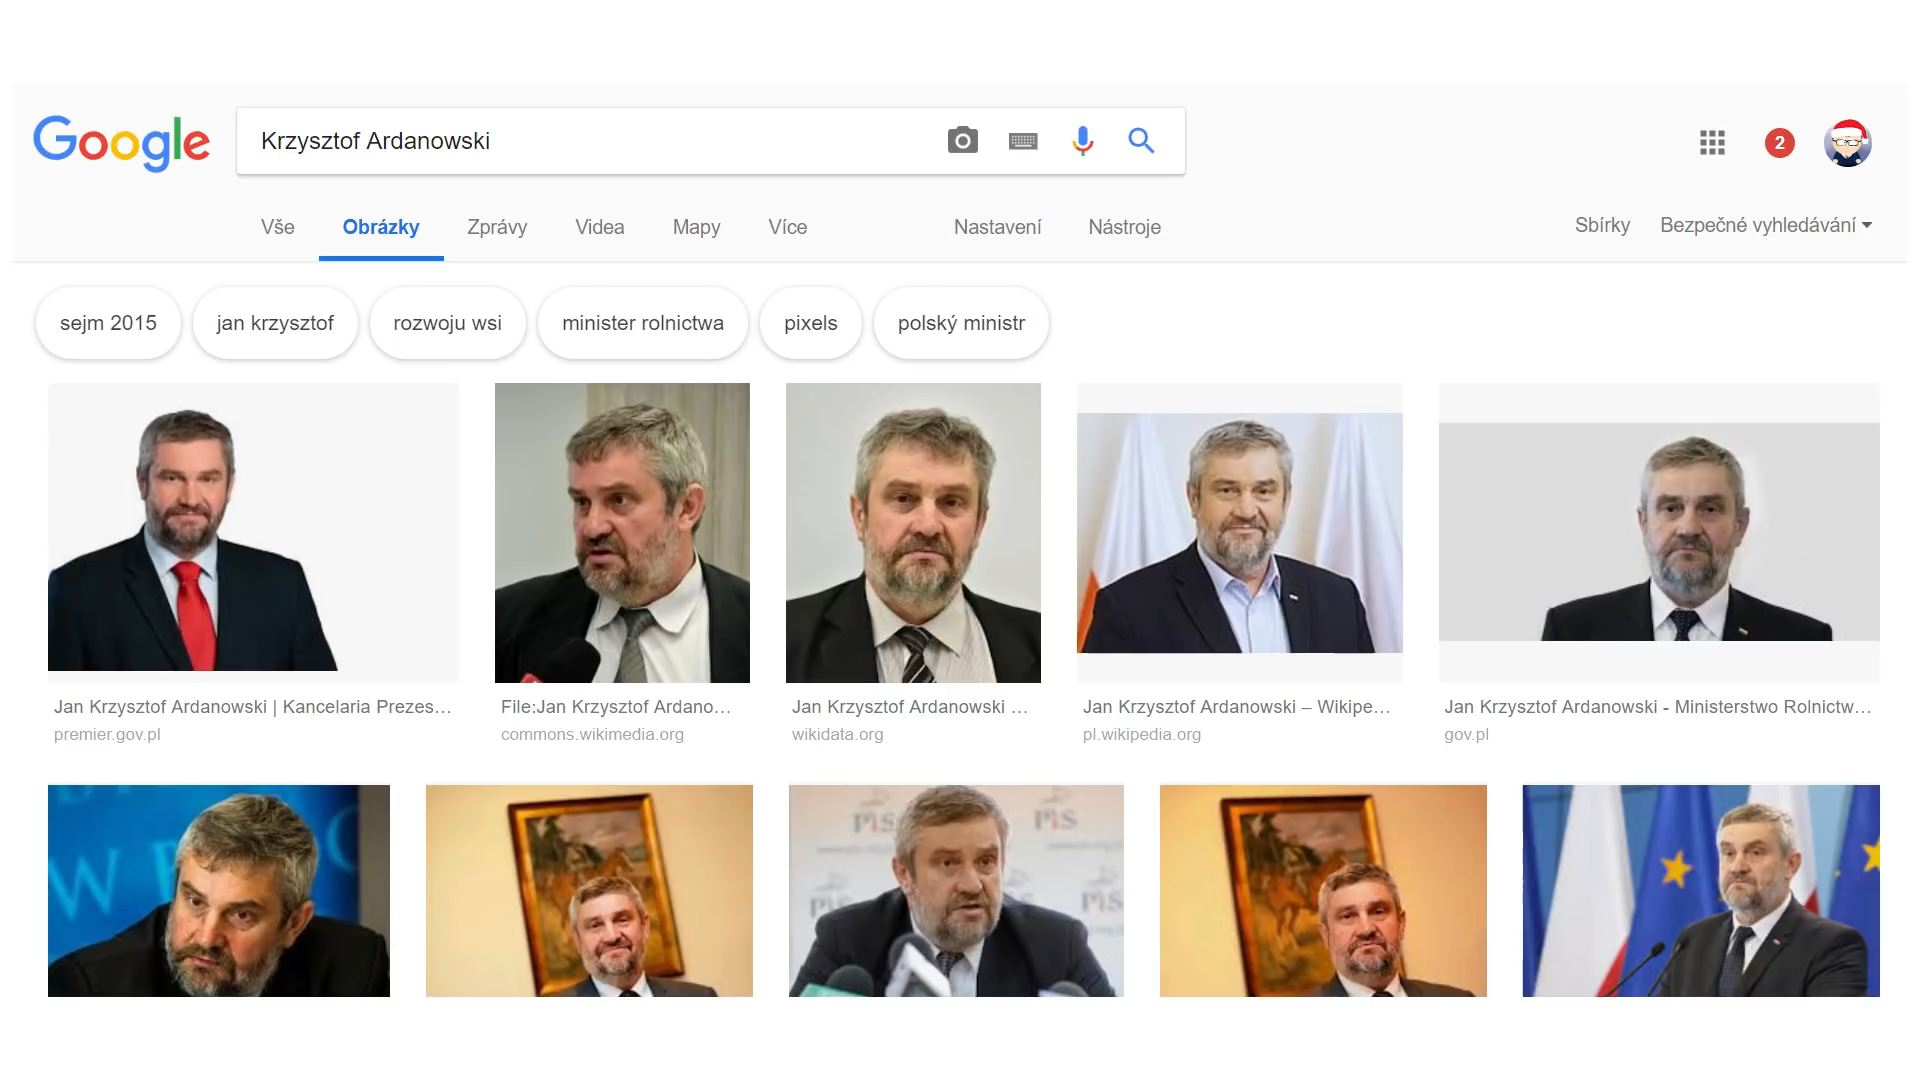 Google
Krzysztof Ardanowski
2
Vše Obrázky Zprávy Videa Mapy Více Nastavení Nástroje Sbírky Bezpečné vyhledávání
sejm 2015 jan krzysztof rozwoju wsi minister rolnictwa pixels polský ministr
Jan Krzysztof Ardanowski | Kancelaria Prezes…
premier.gov.pl
File:Jan Krzysztof Ardano…
commons.wikimedia.org
Jan Krzysztof Ardanowski …
wikidata.org
Jan Krzysztof Ardanowski – Wikipe…
pl.wikipedia.org
Jan Krzysztof Ardanowski - Ministerstwo Rolnictw…
gov.pl
PiS PiS
PiS PiS